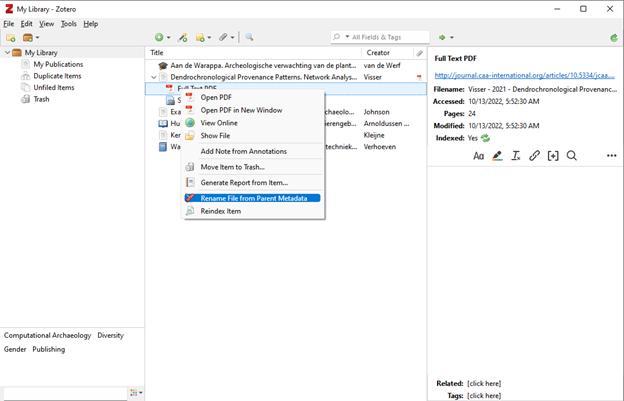 My Library - Zotero
File Edit View Tools Help
All Fields & Tags
My Library
My Publications
Duplicate Items
Unfiled Items
Trash
Title Creator
Aan de Warappa. Archeologische verwachting van de plant... van de Werf
Dendrochronological Provenance Patterns. Network Analys... Visser
Full Text PDF
S
Exa chaeolo... Johnson
Hu erengeb... Arnoldussen ...
Ker Kleijne
Wa techniek... Verhoeven
Open PDF
Open PDF in New Window
View Online
Show File
Add Note from Annotations
Move Item to Trash...
Generate Report from Item...
Rename File from Parent Metadata
Reindex Item
Full Text PDF
http://journal.caa-international.org/articles/10.5334/jcaa....
Filename: Visser - 2021 - Dendrochronological Provenanc...
Accessed: 10/13/2022, 5:52:30 AM
Pages: 24
Modified: 10/13/2022, 5:52:30 AM
Indexed: Yes
Computational Archaeology Diversity
Gender Publishing
Related: [click here]
Tags: [click here]